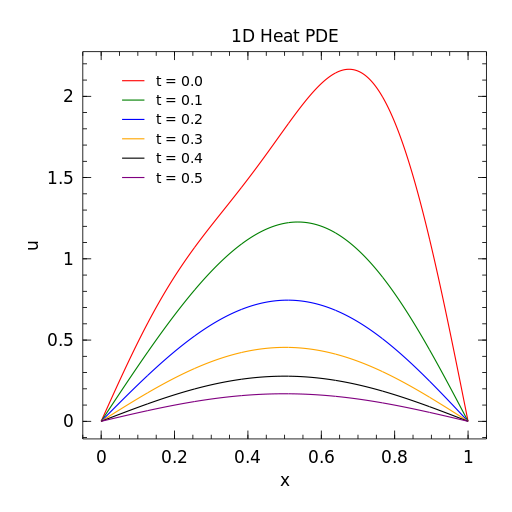 1D Heat PDE
t = 0.0
t = 0.1
t = 0.2
t = 0.3
t = 0.4
t = 0.5
2
1.5
1
0.5
0
u
0 0.2 0.4 0.6 0.8 1
x